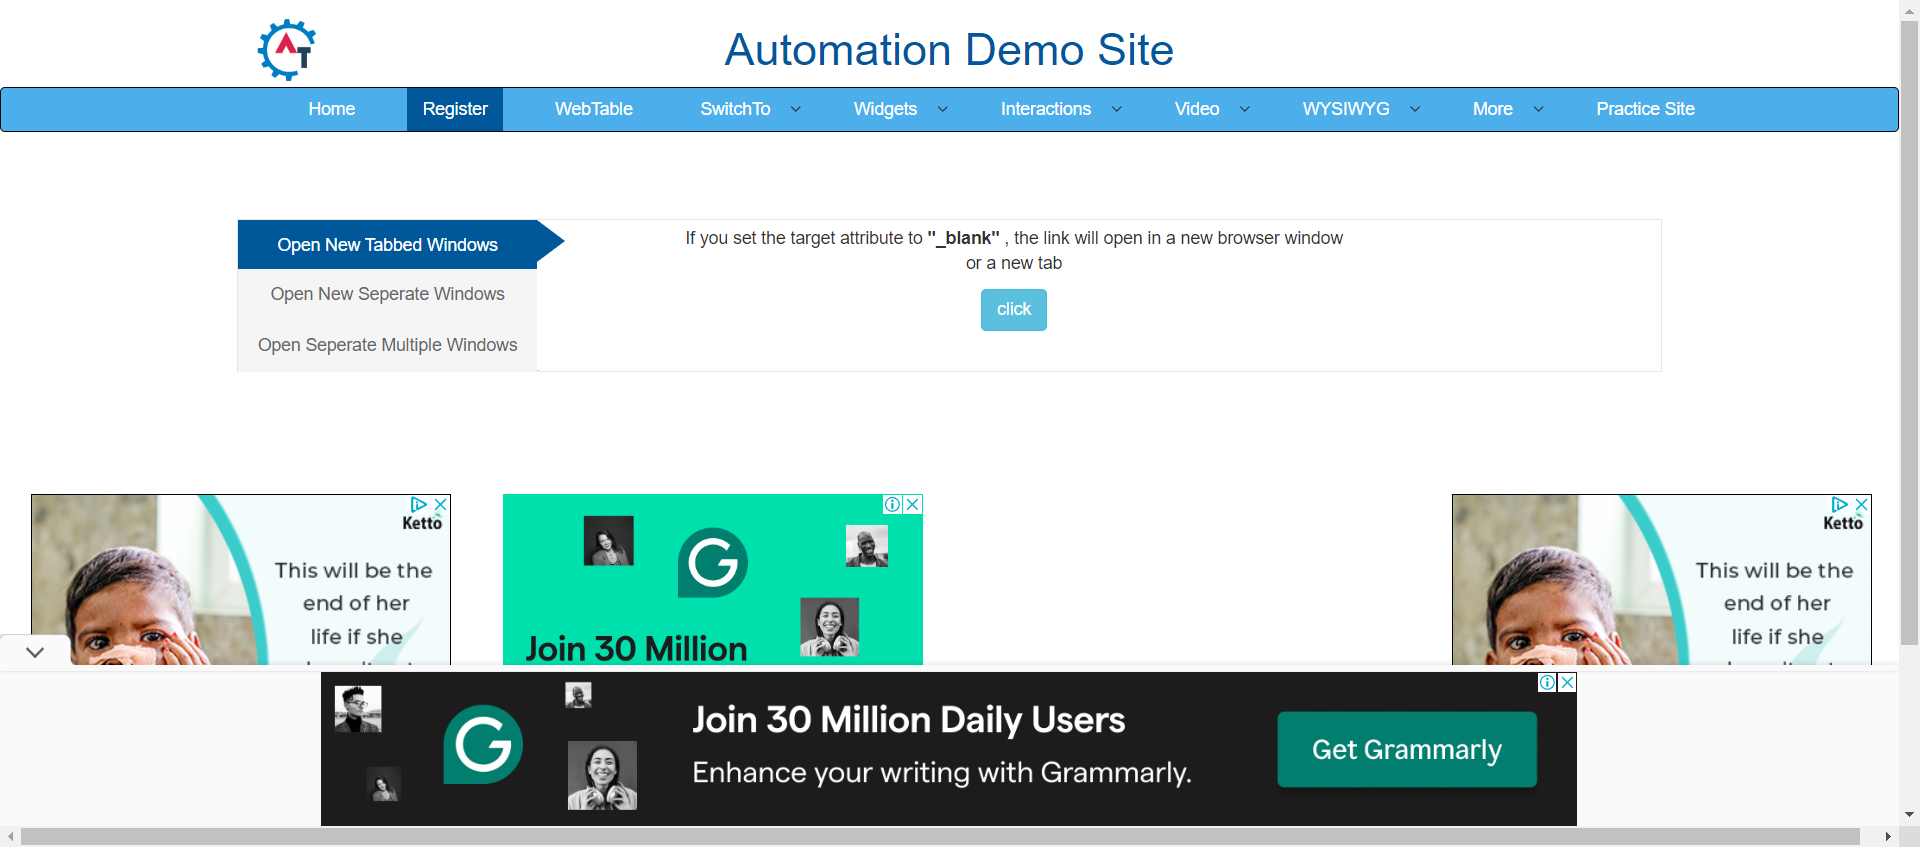 AT
Automation Demo Site
Home Register WebTable SwitchTo Widgets Interactions Video WYSIWYG More Practice Site
Open New Tabbed Windows
Open New Seperate Windows
Open Seperate Multiple Windows
If you set the target attribute to "_blank" , the link will open in a new browser window
or a new tab
click
Ketto
This will be the
end of her
life if she
G
Join 30 Million
Ketto
This will be the
end of her
life if she
G
Join 30 Million Daily Users
Enhance your writing with Grammarly.
Get Grammarly